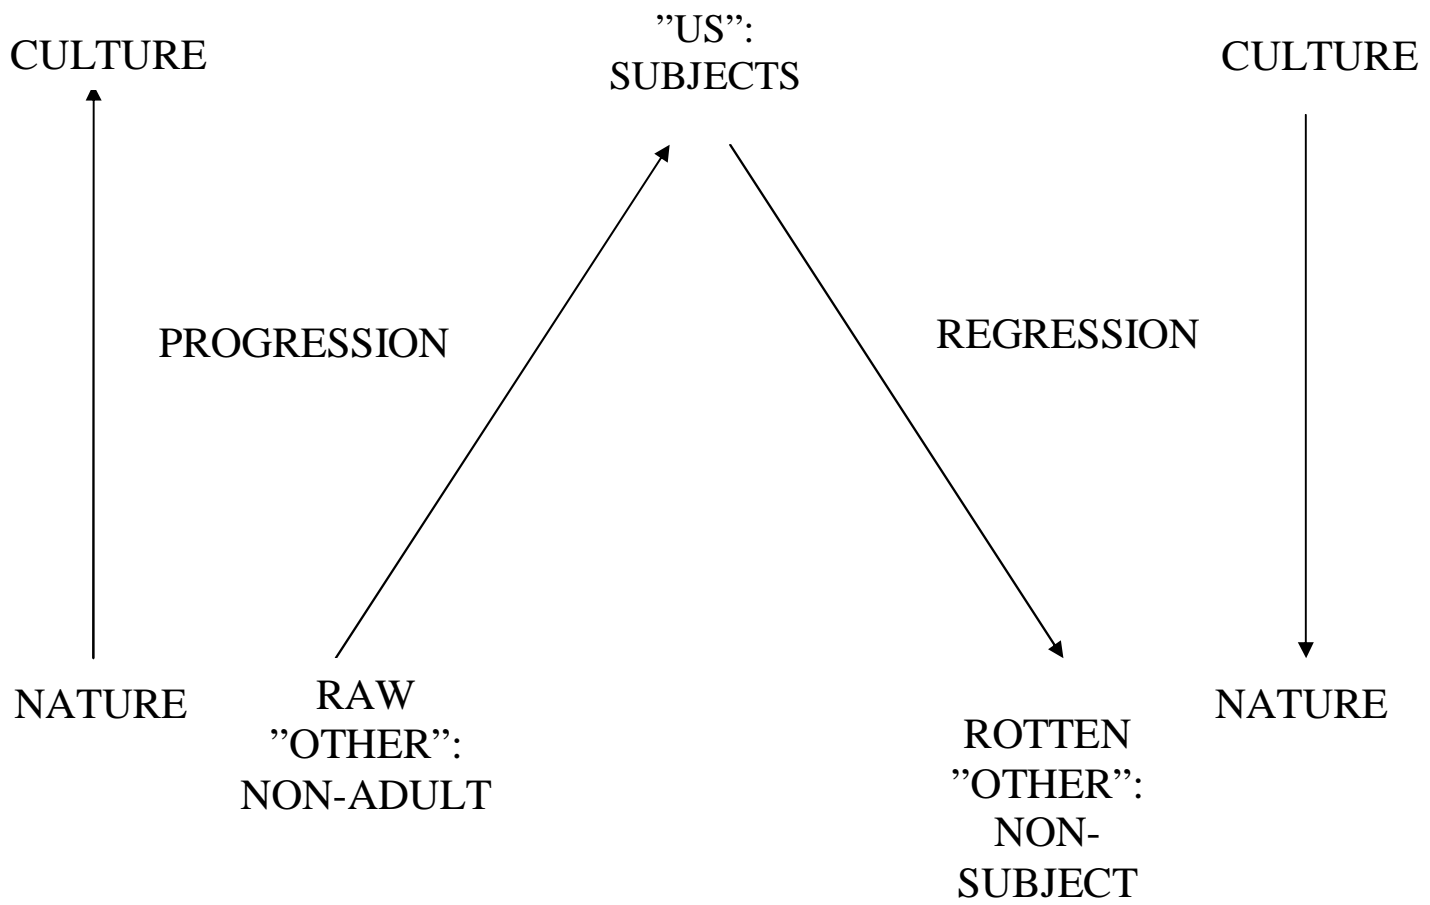 CULTURE
”US”:
SUBJECTS
CULTURE
PROGRESSION
REGRESSION
NATURE
RAW
”OTHER”:
NON-ADULT
ROTTEN
”OTHER”:
NON-
SUBJECT
NATURE